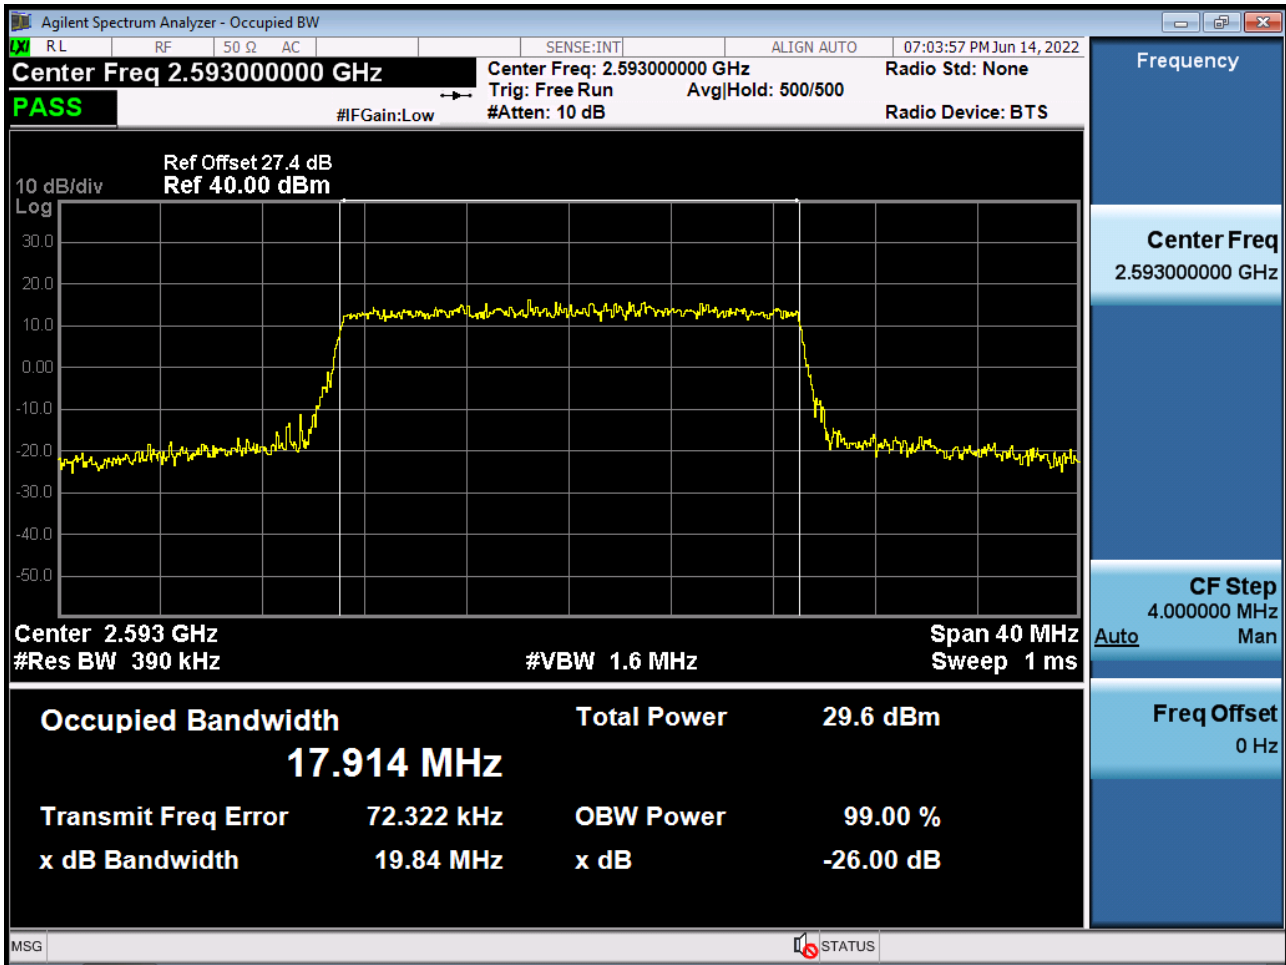 Agilent Spectrum Analyzer - Occupied BW
LXI RL RF 50 Ω AC SENSE:INT ALIGN AUTO 07:03:57 PM Jun 14, 2022
Center Freq 2.593000000 GHz
PASS
#IFGain:Low
Center Freq: 2.593000000 GHz
Trig: Free Run Avg|Hold: 500/500
#Atten: 10 dB
Radio Std: None
Radio Device: BTS
Ref Offset 27.4 dB
10 dB/div Ref 40.00 dBm
Log
30.0
20.0
10.0
0.00
-10.0
-20.0
-30.0
-40.0
-50.0
Center 2.593 GHz Span 40 MHz
#Res BW 390 kHz #VBW 1.6 MHz Sweep 1 ms
Occupied Bandwidth Total Power 29.6 dBm
17.914 MHz
Transmit Freq Error 72.322 kHz OBW Power 99.00 %
x dB Bandwidth 19.84 MHz x dB -26.00 dB
MSG STATUS
Frequency
Center Freq
2.593000000 GHz
CF Step
4.000000 MHz
Auto Man
Freq Offset
0 Hz